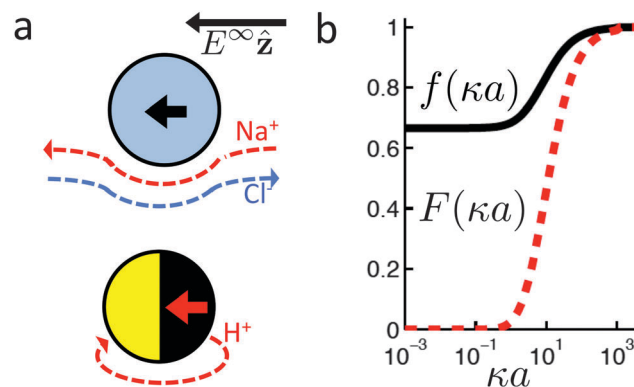 a
E^∞ ẑ
Na⁺
Cl⁻
H⁺
b
1
0.8
0.6
0.4
0.2
0
f(κa)
F(κa)
10⁻³ 10⁻¹ 10¹ 10³
κa